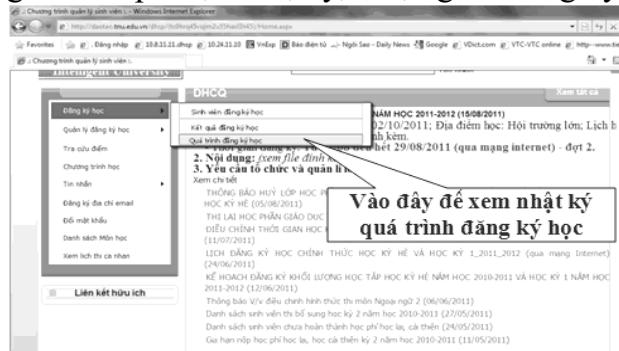 Chương trình quản lý sinh viên :. - Windows Internet Explorer
Favorites Đăng nhập 10.8.11.11.dhop 10.24.11.10 VnExp Báo điện tử Ngôi Sao - Daily News Google VDict.com VTC-VTC online
Chương trình quản lý sinh viên :.
Intelligent University
ĐHCQ Xem tất cả
Đăng ký học
Sinh viên đăng ký học
Kết quả đăng ký học
Quá trình đăng ký học
NĂM HỌC 2011-2012 (15/08/2011)
02/10/2011; Địa điểm học: Hội trường lớn; Lịch h
nh kèm.
hết 29/08/2011 (qua mạng internet) - đợt 2.
Quản lý đăng ký học
Tra cứu điểm
Chương trình học
Tin nhắn
Đăng ký địa chỉ email
Đổi mật khẩu
Danh sách Môn học
Xem lịch thi ca nhan
Liên kết hữu ích
2. Nội dung: (xem file đính k
3. Yêu cầu tổ chức và quản lí l
Xem chi tiết
THÔNG BÁO HUỶ LỚP HỌC P
HỌC KỲ HÈ (05/08/2011)
THI LẠI HỌC PHẦN GIÁO DỤC
ĐIỀU CHỈNH THỜI GIAN HỌC
(11/07/2011)
Vào đây để xem nhật ký
quá trình đăng ký học
LỊCH ĐĂNG KÝ HỌC CHÍNH THỨC HỌC KỲ HÈ VÀ HỌC KỲ 1_2011_2012 (qua mạng Internet)
(24/06/2011)
KẾ HOẠCH ĐĂNG KÝ KHỐI LƯỢNG HỌC TẬP HỌC KỲ HÈ NĂM HỌC 2010-2011 VÀ HỌC KỲ 1 NĂM HỌC
2011-2012 (12/06/2011)
Thông báo V/v điều chỉnh hình thức thi môn Ngoại ngữ 2 (06/06/2011)
Danh sách sinh viên thi bổ sung học kỳ 2 năm học 2010-2011 (27/05/2011)
Danh sách sinh viên chưa hoàn thành học phí học lại, cải thiện (24/05/2011)
Gia hạn nộp học phí học lại, học cải thiện kỳ 2 năm học 2010-2011 (11/05/2011)